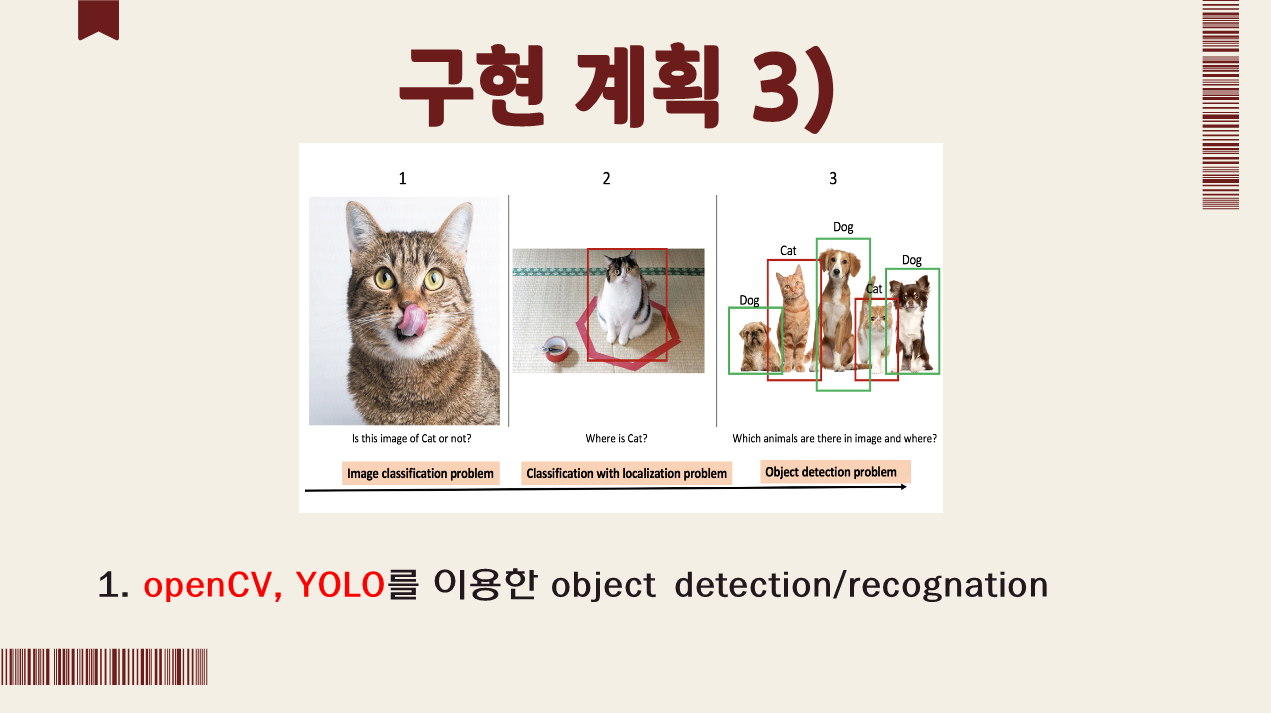 구현 계획 3)
1
2
3
Dog
Cat
Dog
Cat
Dog
Is this image of Cat or not?
Where is Cat?
Which animals are there in image and where?
Image classification problem
Classification with localization problem
Object detection problem
1. openCV, YOLO를 이용한 object detection/recognation